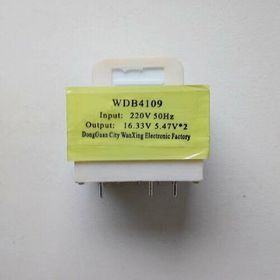 WDB4109
Input: 220V 50Hz
Output: 16.33V 5.47V*2
DongGuan City WanXing Electronic Factory